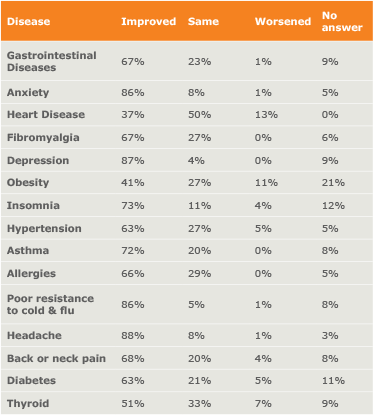 Disease Improved Same Worsened No answer
Gastrointestinal Diseases 67% 23% 1% 9%
Anxiety 86% 8% 1% 5%
Heart Disease 37% 50% 13% 0%
Fibromyalgia 67% 27% 0% 6%
Depression 87% 4% 0% 9%
Obesity 41% 27% 11% 21%
Insomnia 73% 11% 4% 12%
Hypertension 63% 27% 5% 5%
Asthma 72% 20% 0% 8%
Allergies 66% 29% 0% 5%
Poor resistance to cold & flu 86% 5% 1% 8%
Headache 88% 8% 1% 3%
Back or neck pain 68% 20% 4% 8%
Diabetes 63% 21% 5% 11%
Thyroid 51% 33% 7% 9%